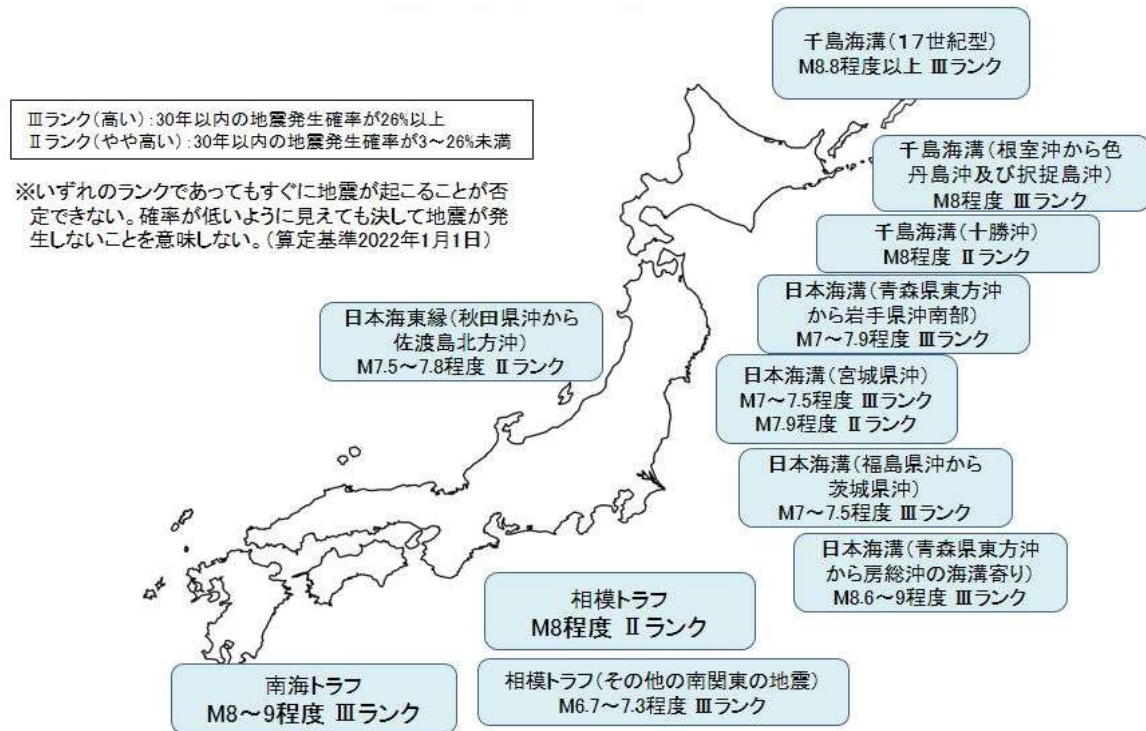 千島海溝(17世紀型)
M8.8程度以上 Ⅲランク
Ⅲランク(高い):30年以内の地震発生確率が26%以上
Ⅱランク(やや高い):30年以内の地震発生確率が3～26%未満
※いずれのランクであってもすぐに地震が起こることが否
定できない。確率が低いように見えても決して地震が発
生しないことを意味しない。(算定基準2022年1月1日)
千島海溝(根室沖から色
丹島沖及び択捉島沖)
M8程度 Ⅲランク
千島海溝(十勝沖)
M8程度 Ⅱランク
日本海溝(青森県東方沖
から岩手県沖南部)
M7～7.9程度 Ⅲランク
日本海東縁(秋田県沖から
佐渡島北方沖)
M7.5～7.8程度 Ⅱランク
日本海溝(宮城県沖)
M7～7.5程度 Ⅲランク
M7.9程度 Ⅱランク
日本海溝(福島県沖から
茨城県沖)
M7～7.5程度 Ⅲランク
日本海溝(青森県東方沖
から房総沖の海溝寄り)
M8.6～9程度 Ⅲランク
相模トラフ
M8程度 Ⅱランク
相模トラフ(その他の南関東の地震)
M6.7～7.3程度 Ⅲランク
南海トラフ
M8～9程度 Ⅲランク